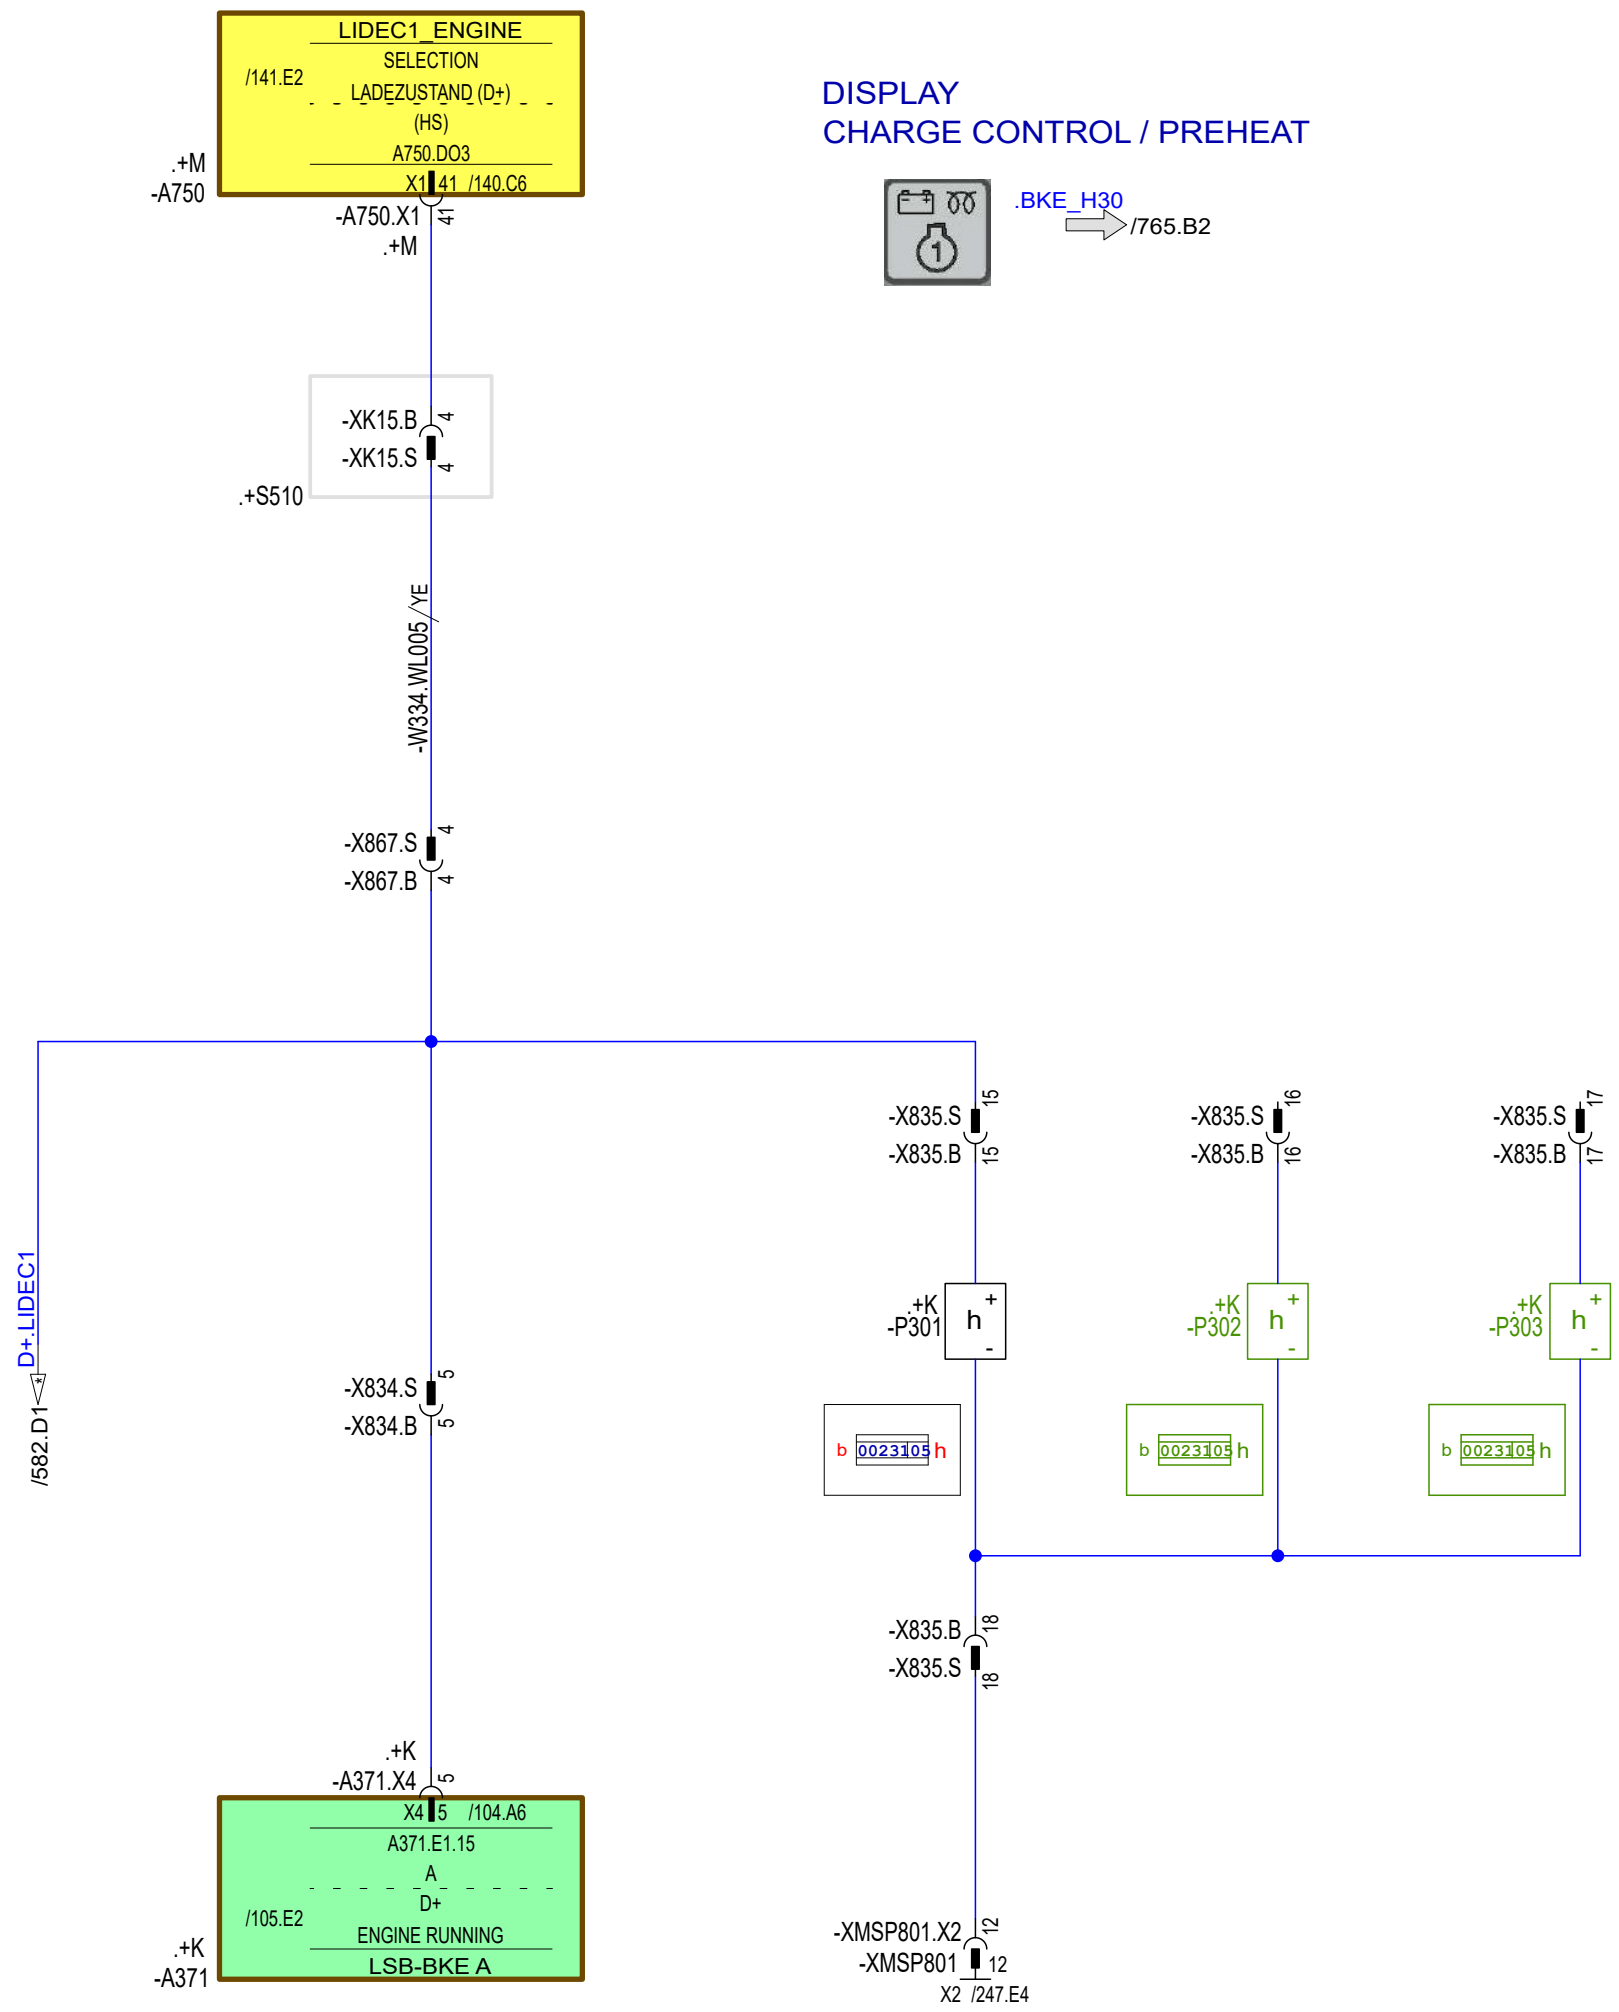 LIDEC1_ENGINE
SELECTION
/141.E2
LADEZUSTAND (D+)
(HS)
A750.DO3
X1 41 /140.C6
.+M
-A750
-A750.X1 41
.+M
DISPLAY
CHARGE CONTROL / PREHEAT
1
.BKE_H30
/765.B2
-XK15.B 4
-XK15.S 4
.+S510
-W334.WL005 /YE
-X867.S 4
-X867.B 4
D+.LIDEC1
*
/582.D1
-X834.S 5
-X834.B 5
-X835.S 15
-X835.B 15
-X835.S 16
-X835.B 16
-X835.S 17
-X835.B 17
.+K
-P301
h + -
.+K
-P302
h + -
.+K
-P303
h + -
b 0023105 h
b 0023105 h
b 0023105 h
-X835.B 18
-X835.S 18
.+K
-A371.X4 5
X4 5 /104.A6
A371.E1.15
A
D+
/105.E2
ENGINE RUNNING
LSB-BKE A
.+K
-A371
-XMSP801.X2 12
-XMSP801 12
X2 /247.E4